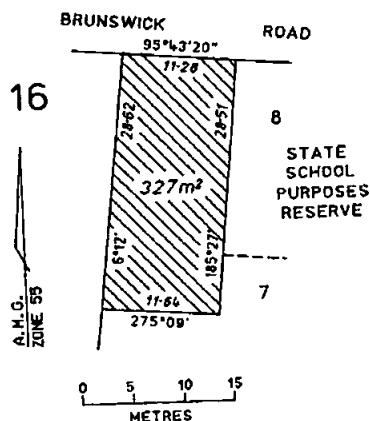 BRUNSWICK ROAD
95°43'20"
11·28
16
28·62
28·51
8
STATE
SCHOOL
PURPOSES
RESERVE
327m²
6°12'
185°27'
11·64
275°09'
7
A.M.G.
ZONE 55
0 5 10 15
METRES